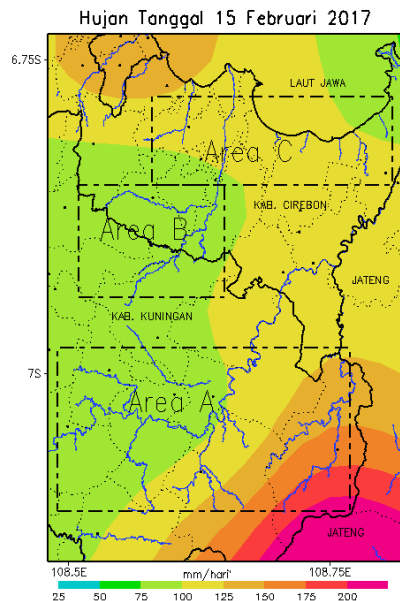 Hujan Tanggal 15 Februari 2017
6.75S
LAUT JAWA
Area C
KAB. CIREBON
Area B
JATENG
KAB. KUNINGAN
7S
Area A
JATENG
108.5E
mm/hari
108.75E
25 50 75 100 125 150 175 200